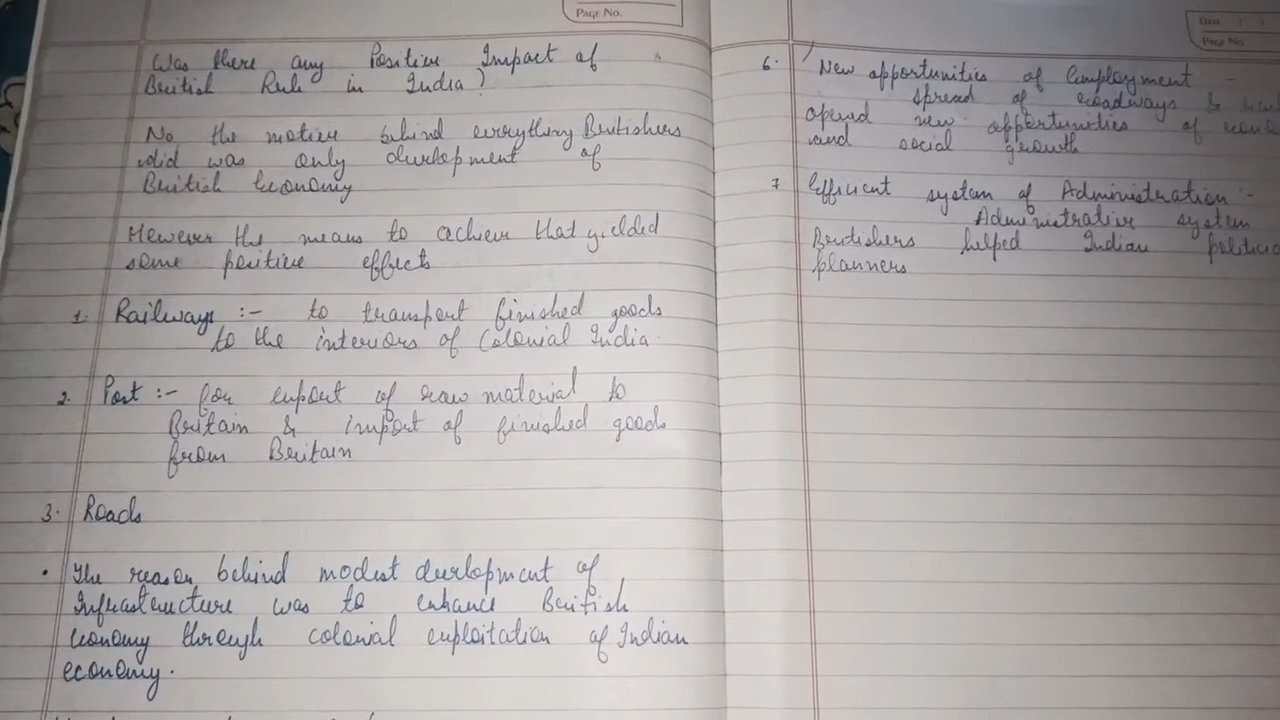 PAGE No.
Was there any Positive Impact of
British Rule in India?
No the motive behind everything Britishers
did was only development of
British Economy
However the means to achieve that yielded
some positive effects
1. Railways :- to transport finished goods
to the interiors of Colonial India.
2. Port :- for export of raw material to
Britain & import of finished goods
from Britain
3. Roads
• The reason behind modest development of
Infrastructure was to enhance British
economy through colonial exploitation of Indian
economy.
Date / /
Page No.
6. New opportunities of Employment -
spread of roadways &
opened new opportunities of
and social growth
7 Efficient system of Administration :-
Administrative system
Britishers helped Indian
planners